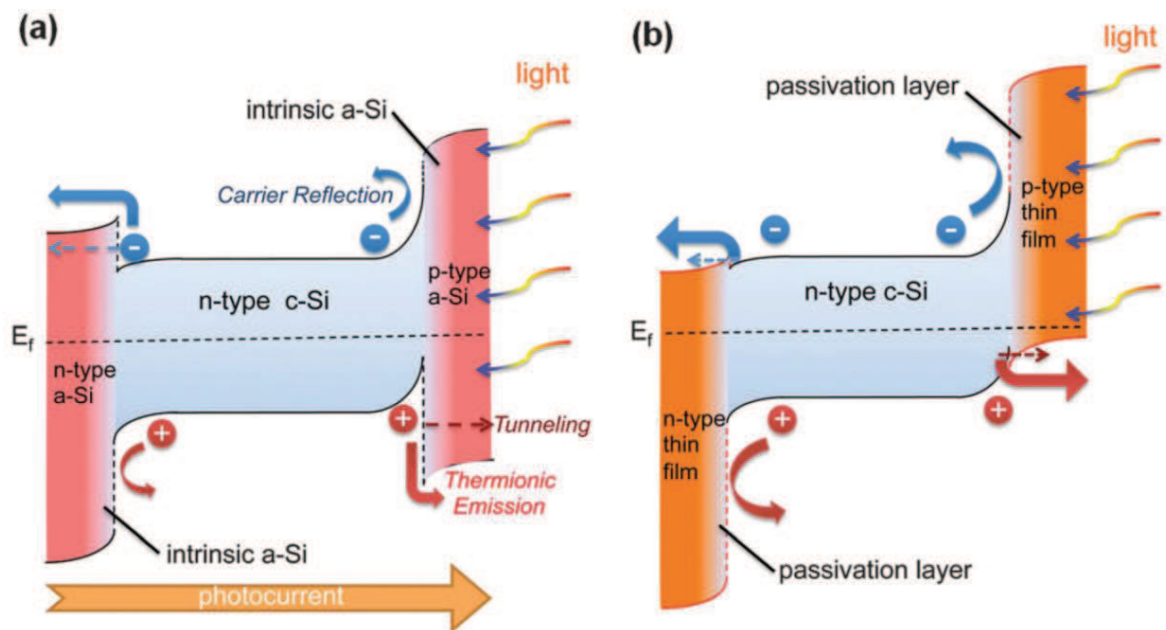 (a)
light
intrinsic a-Si
Carrier Reflection
−
−
n-type c-Si
p-type
a-Si
Ef
n-type
a-Si
+
+
Tunneling
Thermionic
Emission
intrinsic a-Si
photocurrent
(b)
light
passivation layer
p-type
thin
film
−
−
n-type c-Si
Ef
+
+
n-type
thin
film
passivation layer